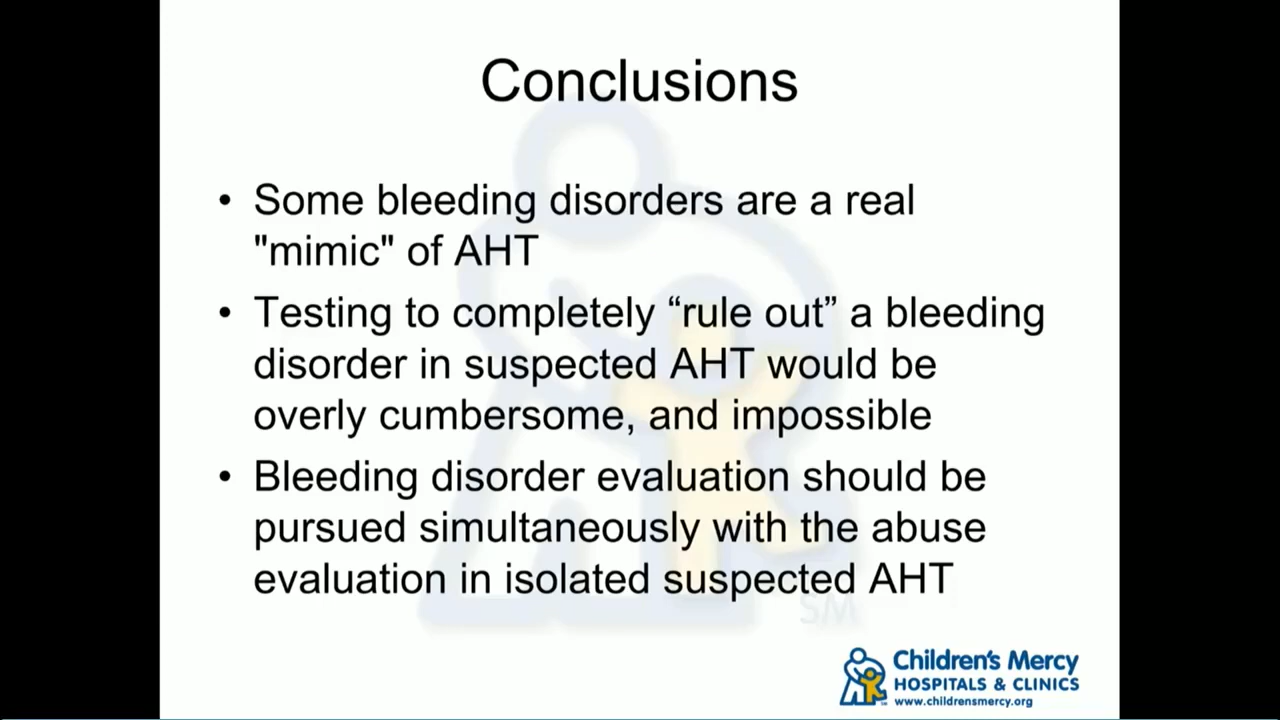 Conclusions
• Some bleeding disorders are a real
"mimic" of AHT
• Testing to completely “rule out” a bleeding
disorder in suspected AHT would be
overly cumbersome, and impossible
• Bleeding disorder evaluation should be
pursued simultaneously with the abuse
evaluation in isolated suspected AHT
SM
Children's Mercy
HOSPITALS & CLINICS
www.childrensmercy.org